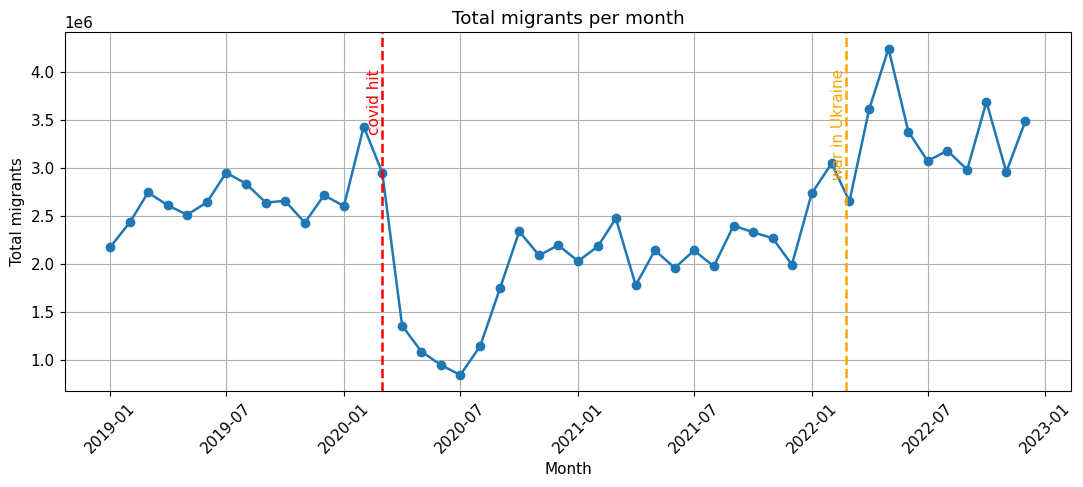 Total migrants per month
1e6
4.0
3.5
3.0
2.5
2.0
1.5
1.0
Total migrants
covid hit
war in Ukraine
2019-01
2019-07
2020-01
2020-07
2021-01
2021-07
2022-01
2022-07
2023-01
Month